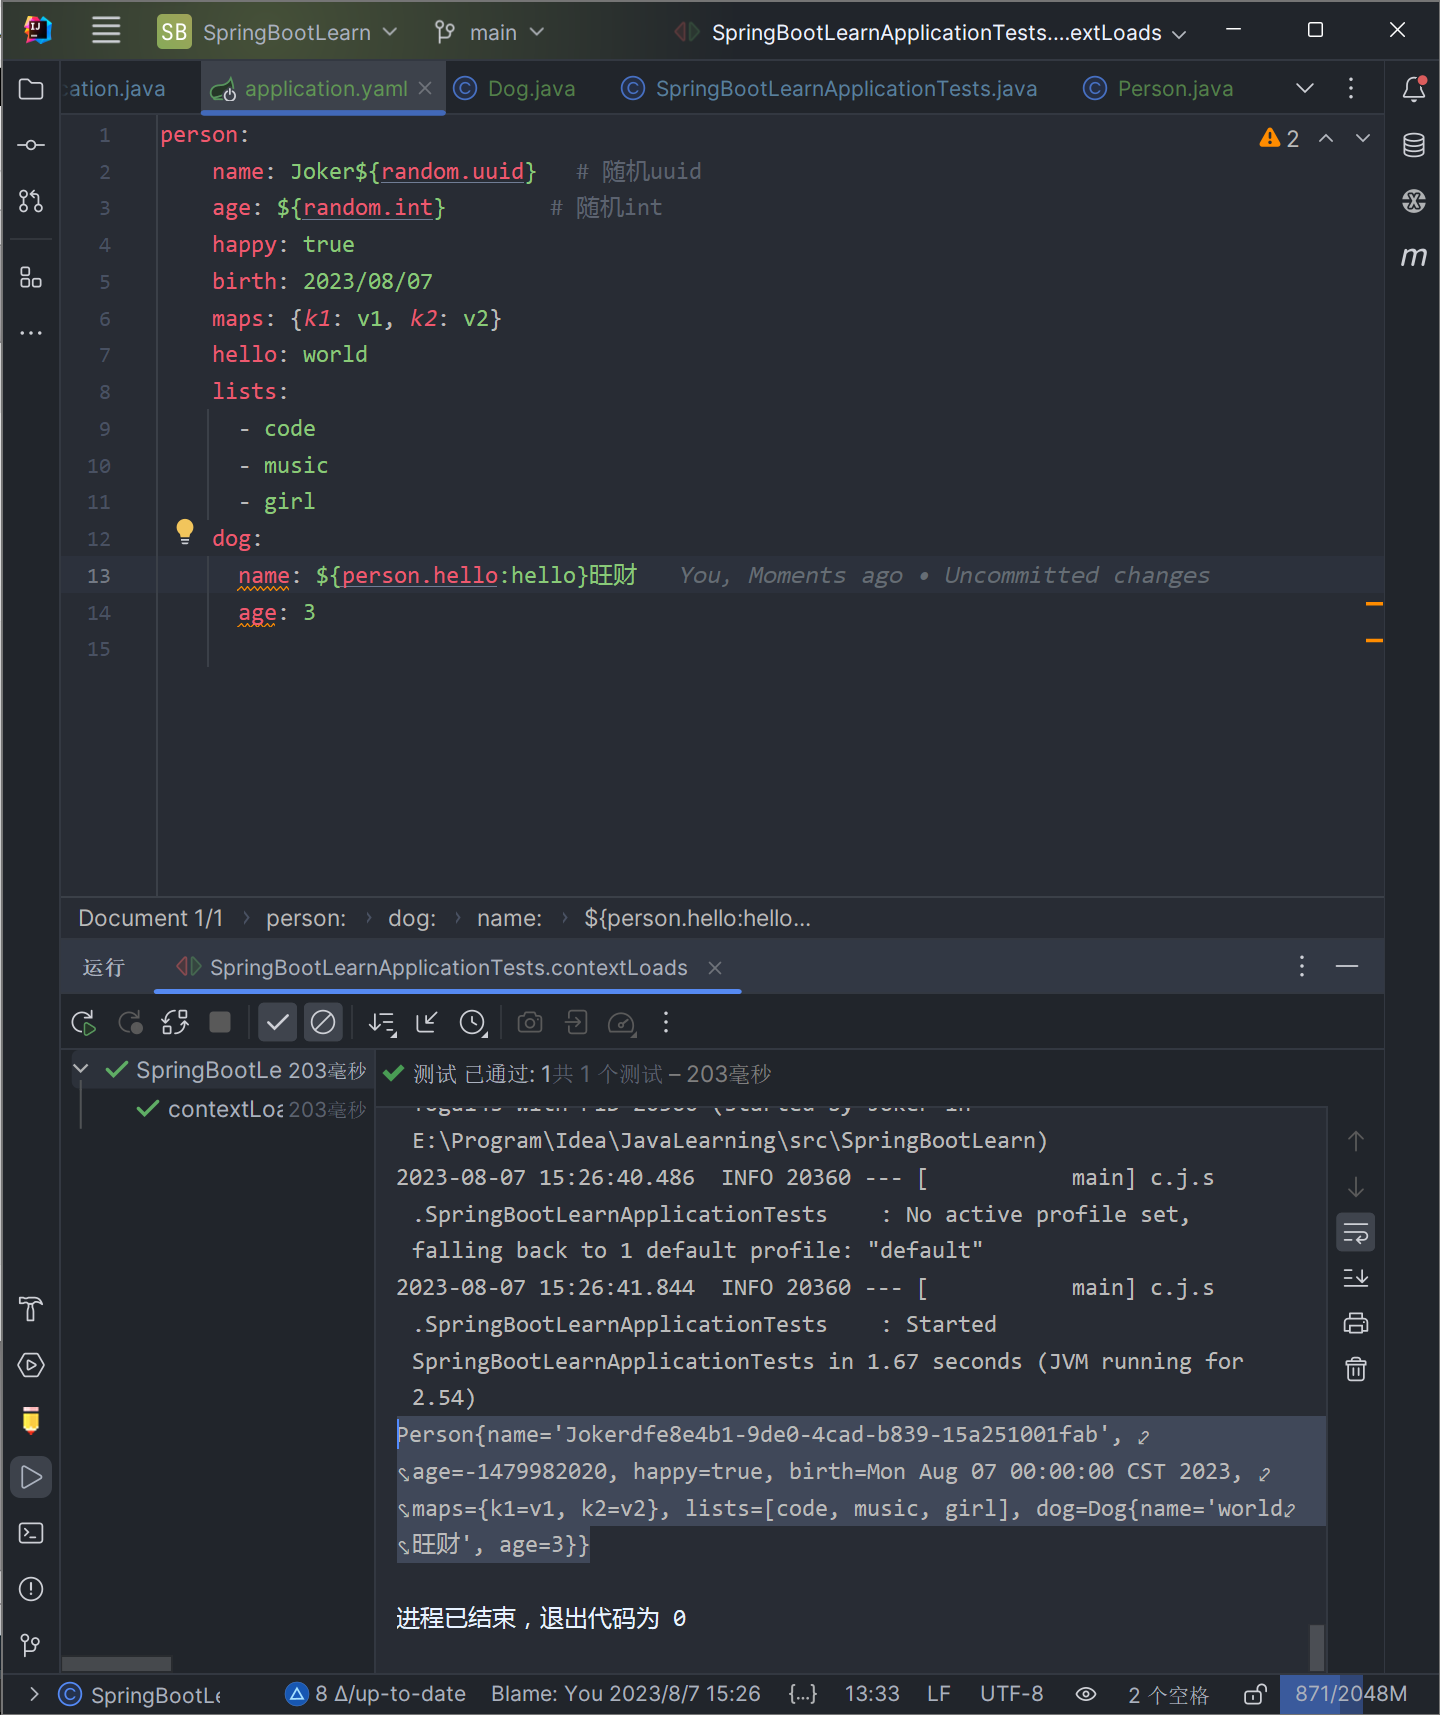 SB SpringBootLearn main SpringBootLearnApplicationTests....extLoads
cation.java application.yaml Dog.java SpringBootLearnApplicationTests.java Person.java
2
1 person:
2 name: Joker${random.uuid} # 随机uuid
3 age: ${random.int} # 随机int
4 happy: true
5 birth: 2023/08/07
6 maps: {k1: v1, k2: v2}
7 hello: world
8 lists:
9 - code
10 - music
11 - girl
12 dog:
13 name: ${person.hello:hello}旺财 You, Moments ago • Uncommitted changes
14 age: 3
15
m
Document 1/1 person: dog: name: ${person.hello:hello...
运行 SpringBootLearnApplicationTests.contextLoads
SpringBootLe 203毫秒
contextLoa 203毫秒
测试 已通过: 1共 1 个测试 – 203毫秒
E:\Program\Idea\JavaLearning\src\SpringBootLearn)
2023-08-07 15:26:40.486 INFO 20360 --- [ main] c.j.s
.SpringBootLearnApplicationTests : No active profile set,
falling back to 1 default profile: "default"
2023-08-07 15:26:41.844 INFO 20360 --- [ main] c.j.s
.SpringBootLearnApplicationTests : Started
SpringBootLearnApplicationTests in 1.67 seconds (JVM running for
2.54)
Person{name='Jokerdfe8e4b1-9de0-4cad-b839-15a251001fab',
age=-1479982020, happy=true, birth=Mon Aug 07 00:00:00 CST 2023,
maps={k1=v1, k2=v2}, lists=[code, music, girl], dog=Dog{name='world
旺财', age=3}}
进程已结束，退出代码为 0
SpringBootLe 8 Δ/up-to-date Blame: You 2023/8/7 15:26 {...} 13:33 LF UTF-8 2 个空格 871/2048M